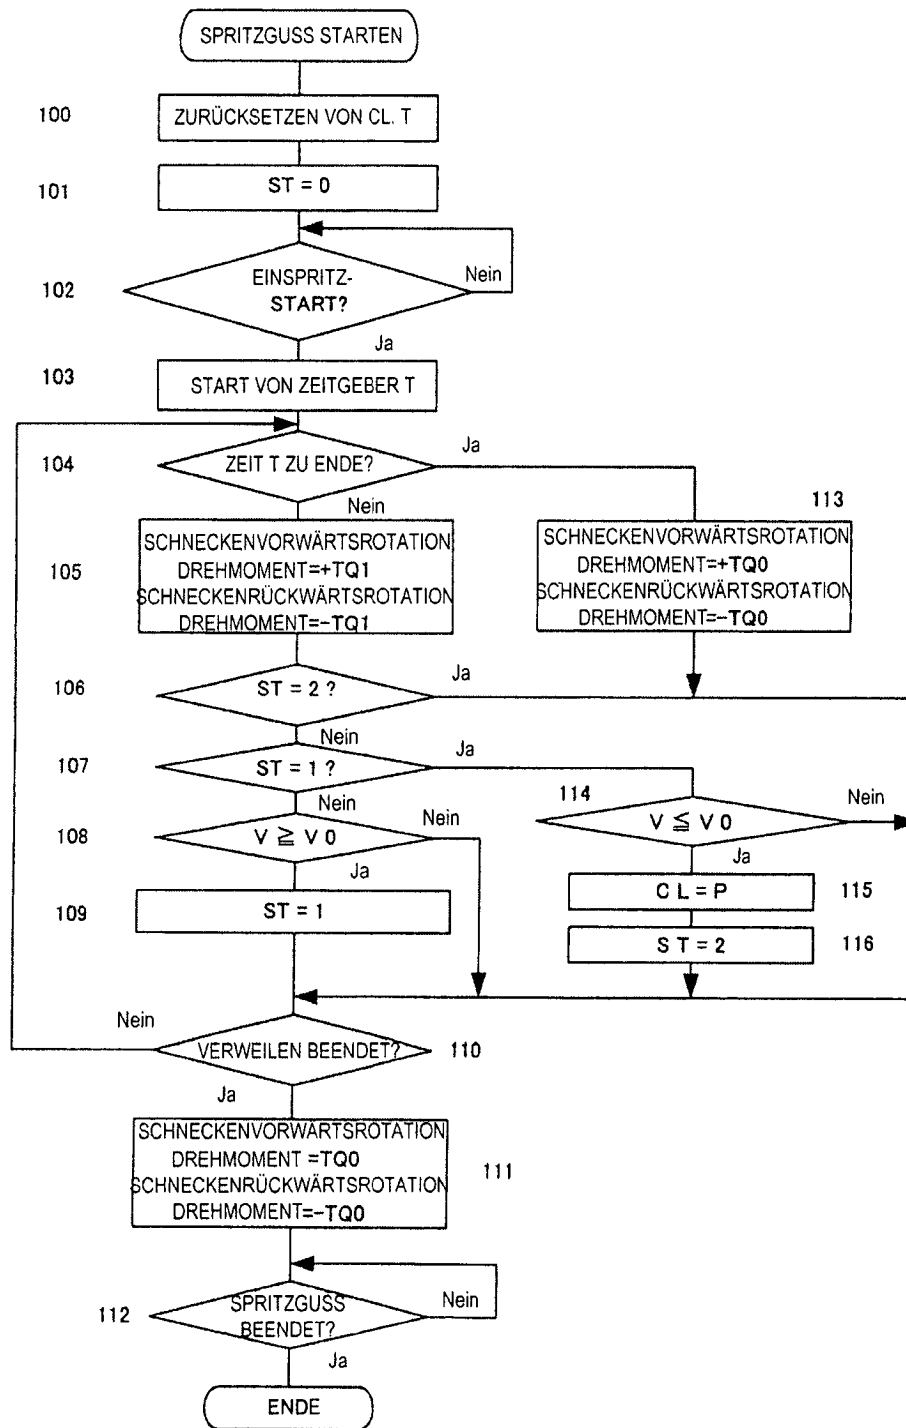 SPRITZGUSS STARTEN
100
ZURÜCKSETZEN VON CL. T
101
ST = 0
102
EINSPRITZ-
START?
Nein
Ja
103
START VON ZEITGEBER T
104
ZEIT T ZU ENDE?
Ja
Nein
105
SCHNECKENVORWÄRTSROTATION
DREHMOMENT=+TQ1
SCHNECKENRÜCKWÄRTSROTATION
DREHMOMENT=-TQ1
113
SCHNECKENVORWÄRTSROTATION
DREHMOMENT=+TQ0
SCHNECKENRÜCKWÄRTSROTATION
DREHMOMENT=-TQ0
106
ST = 2 ?
Ja
Nein
107
ST = 1 ?
Ja
Nein
108
V ≧ V 0
Nein
Ja
114
V ≦ V 0
Nein
Ja
109
ST = 1
C L = P
115
S T = 2
116
Nein
VERWEILEN BEENDET?
110
Ja
SCHNECKENVORWÄRTSROTATION
DREHMOMENT =TQ0
SCHNECKENRÜCKWÄRTSROTATION
DREHMOMENT=-TQ0
111
112
SPRITZGUSS
BEENDET?
Nein
Ja
ENDE